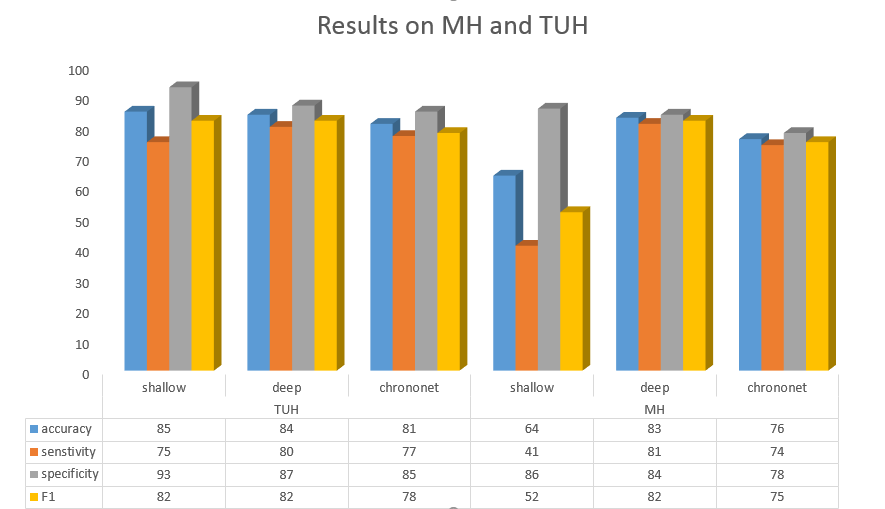 Results on MH and TUH
100
90
80
70
60
50
40
30
20
10
0
shallow deep chrononet shallow deep chrononet
TUH MH
accuracy 85 84 81 64 83 76
senstivity 75 80 77 41 81 74
specificity 93 87 85 86 84 78
F1 82 82 78 52 82 75